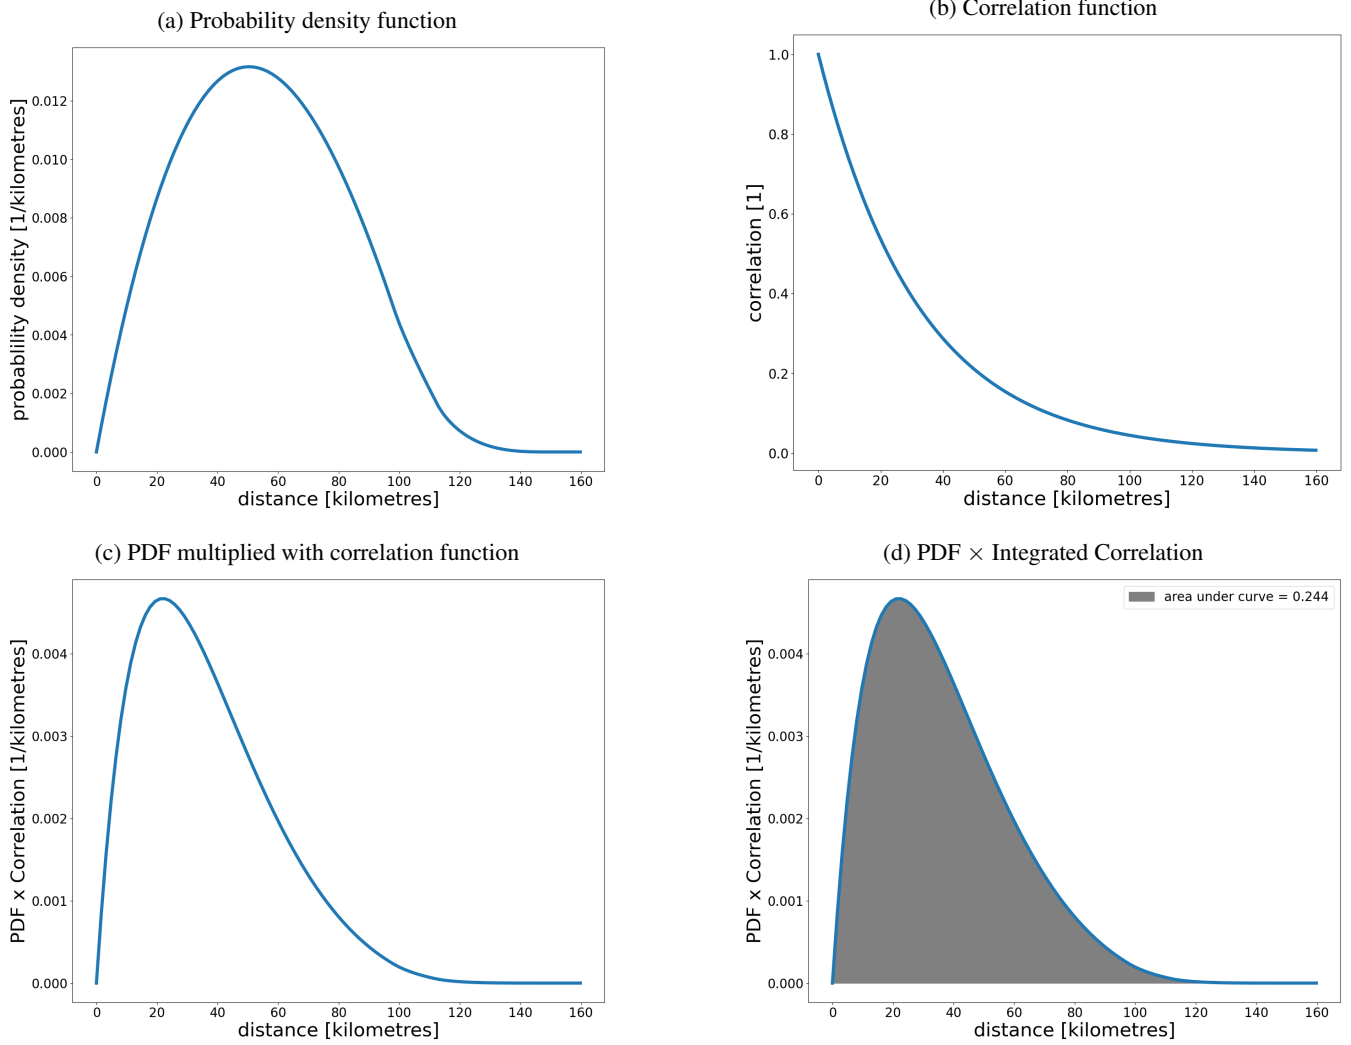 (a) Probability density function
probablility density [1/kilometres]
0.012
0.010
0.008
0.006
0.004
0.002
0.000
0 20 40 60 80 100 120 140 160
distance [kilometres]
(b) Correlation function
correlation [1]
1.0
0.8
0.6
0.4
0.2
0.0
0 20 40 60 80 100 120 140 160
distance [kilometres]
(c) PDF multiplied with correlation function
PDF x Correlation [1/kilometres]
0.004
0.003
0.002
0.001
0.000
0 20 40 60 80 100 120 140 160
distance [kilometres]
(d) PDF × Integrated Correlation
area under curve = 0.244
PDF x Correlation [1/kilometres]
0.004
0.003
0.002
0.001
0.000
0 20 40 60 80 100 120 140 160
distance [kilometres]